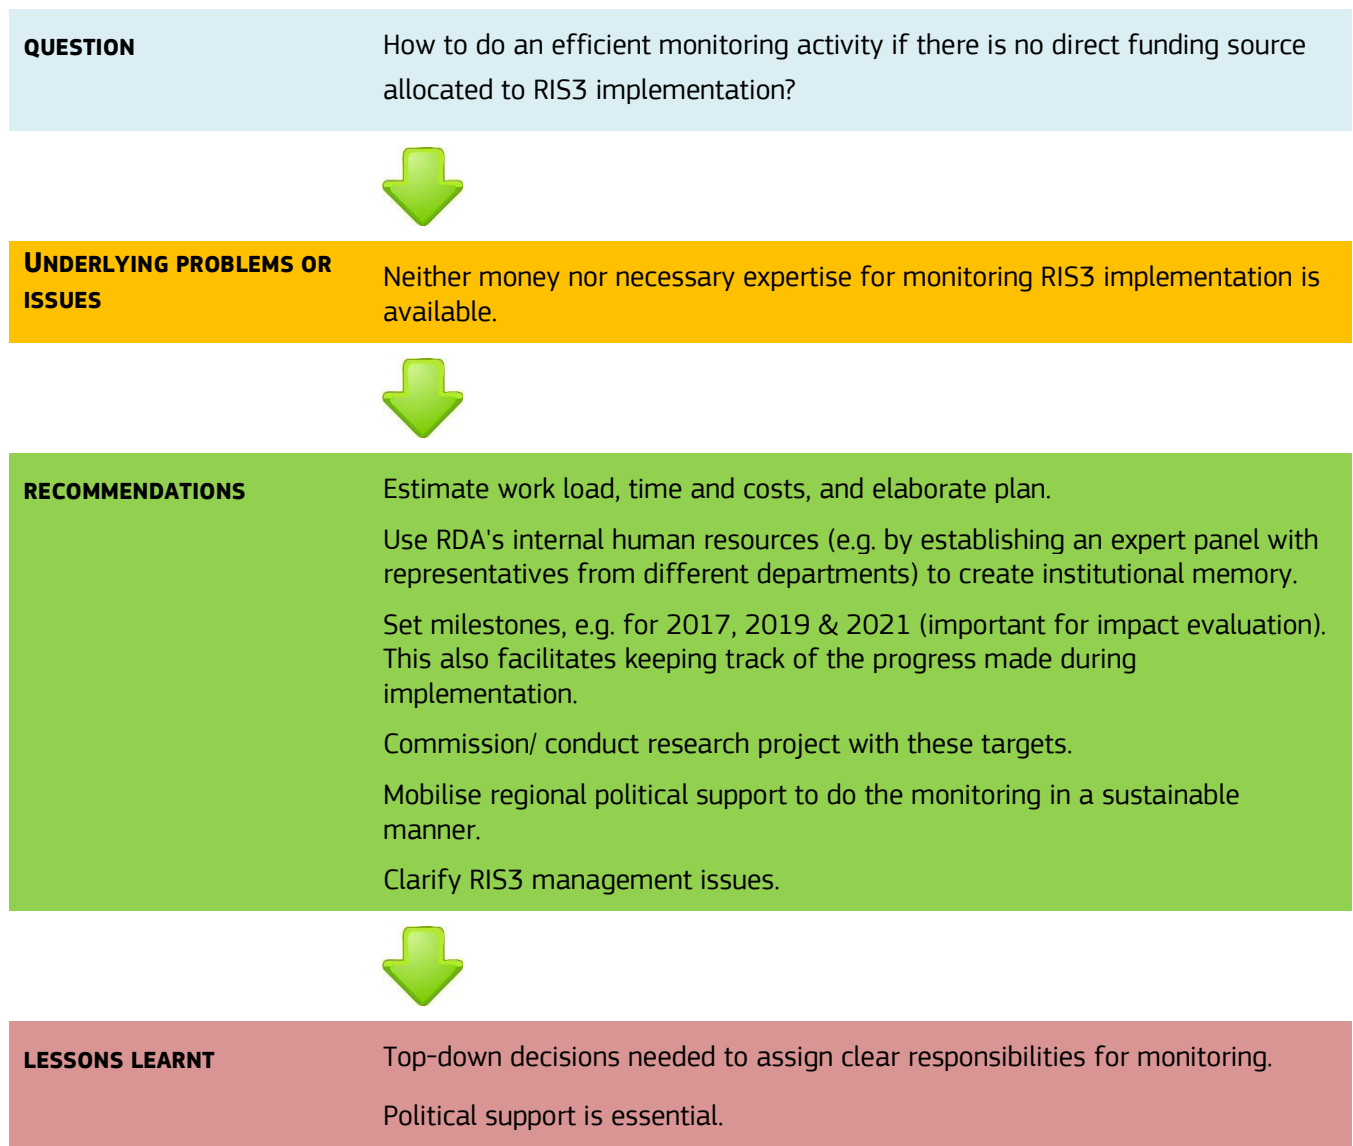 QUESTION
How to do an efficient monitoring activity if there is no direct funding source
allocated to RIS3 implementation?
UNDERLYING PROBLEMS OR
ISSUES
Neither money nor necessary expertise for monitoring RIS3 implementation is
available.
RECOMMENDATIONS
Estimate work load, time and costs, and elaborate plan.
Use RDA's internal human resources (e.g. by establishing an expert panel with
representatives from different departments) to create institutional memory.
Set milestones, e.g. for 2017, 2019 & 2021 (important for impact evaluation).
This also facilitates keeping track of the progress made during
implementation.
Commission/ conduct research project with these targets.
Mobilise regional political support to do the monitoring in a sustainable
manner.
Clarify RIS3 management issues.
LESSONS LEARNT
Top-down decisions needed to assign clear responsibilities for monitoring.
Political support is essential.